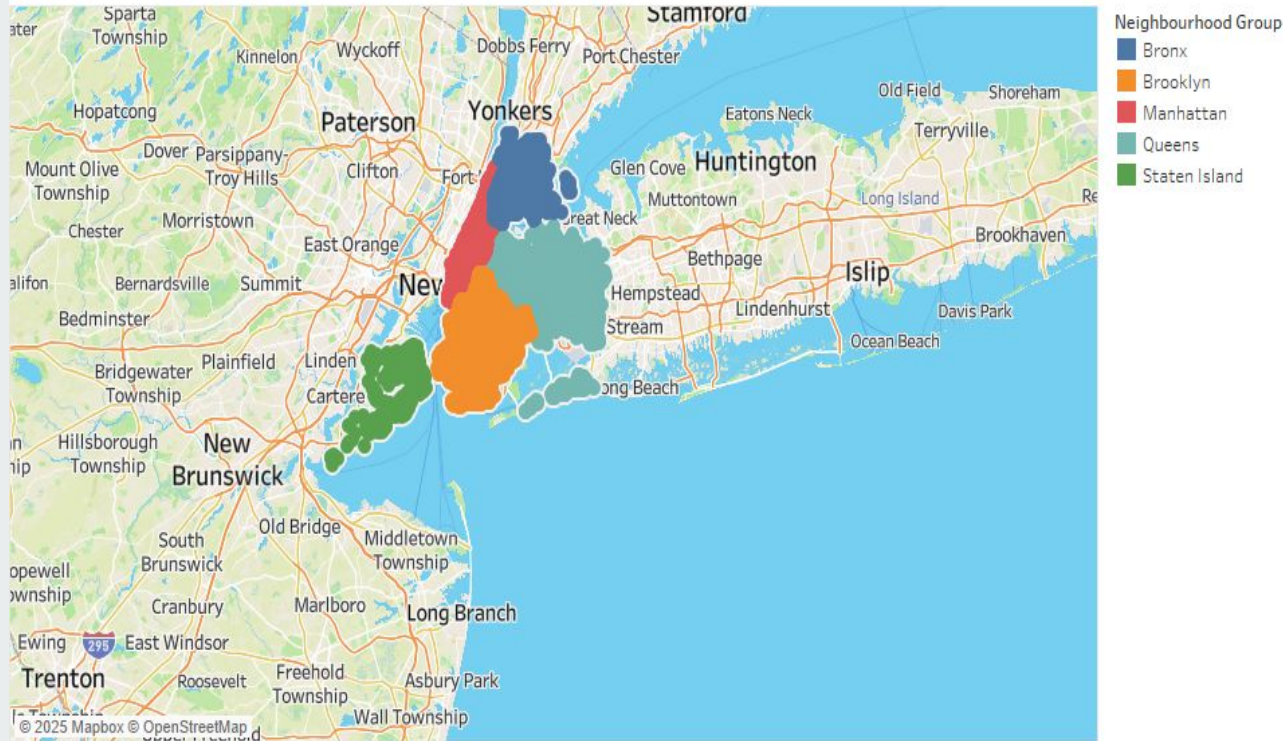 Sparta
Township
Stamford
Kinnelon
Wyckoff
Dobbs Ferry
Port Chester
Hopatcong
Paterson
Yonkers
Eatons Neck
Old Field
Shoreham
Terryville
Mount Olive
Township
Dover
Parsippany-
Troy Hills
Clifton
Fort
Glen Cove
Huntington
Muttontown
Long Island
Morristown
Great Neck
Chester
East Orange
Brookhaven
Bethpage
Bernardsville
Summit
New
Hempstead
Islip
Lindenhurst
Davis Park
Bedminster
Stream
Ocean Beach
Plainfield
Linden
Bridgewater
Township
Cartere
ong Beach
Hillsborough
Township
New
Brunswick
Old Bridge
Middletown
Township
South
Brunswick
Cranbury
Marlboro
Long Branch
Ewing
295
East Windsor
Trenton
Roosevelt
Freehold
Township
Asbury Park
Wall Township
© 2025 Mapbox © OpenStreetMap
Neighbourhood Group
Bronx
Brooklyn
Manhattan
Queens
Staten Island